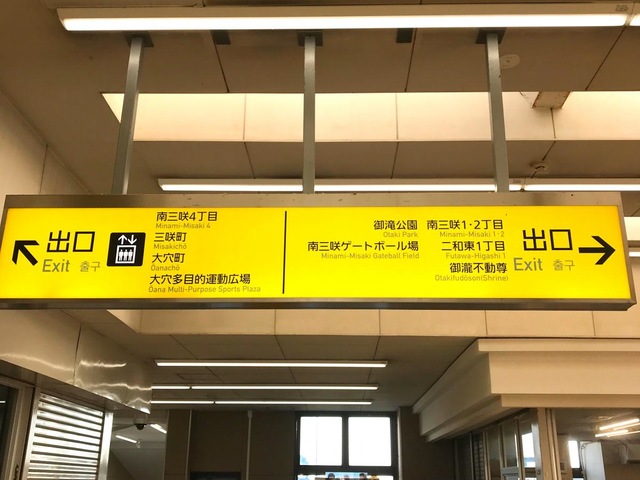 出口
Exit 출구
南三咲4丁目
Minami-Misaki 4
三咲町
Misakichō
大穴町
Ōanachō
大穴多目的運動広場
Ōana Multi-Purpose Sports Plaza
御滝公園 南三咲1・2丁目
Otaki Park Minami-Misaki 1-2
南三咲ゲートボール場 二和東1丁目
Minami-Misaki Gateball Field Futawa-Higashi 1
御瀧不動尊
Otakifudoson(Shrine)
出口
Exit 출구